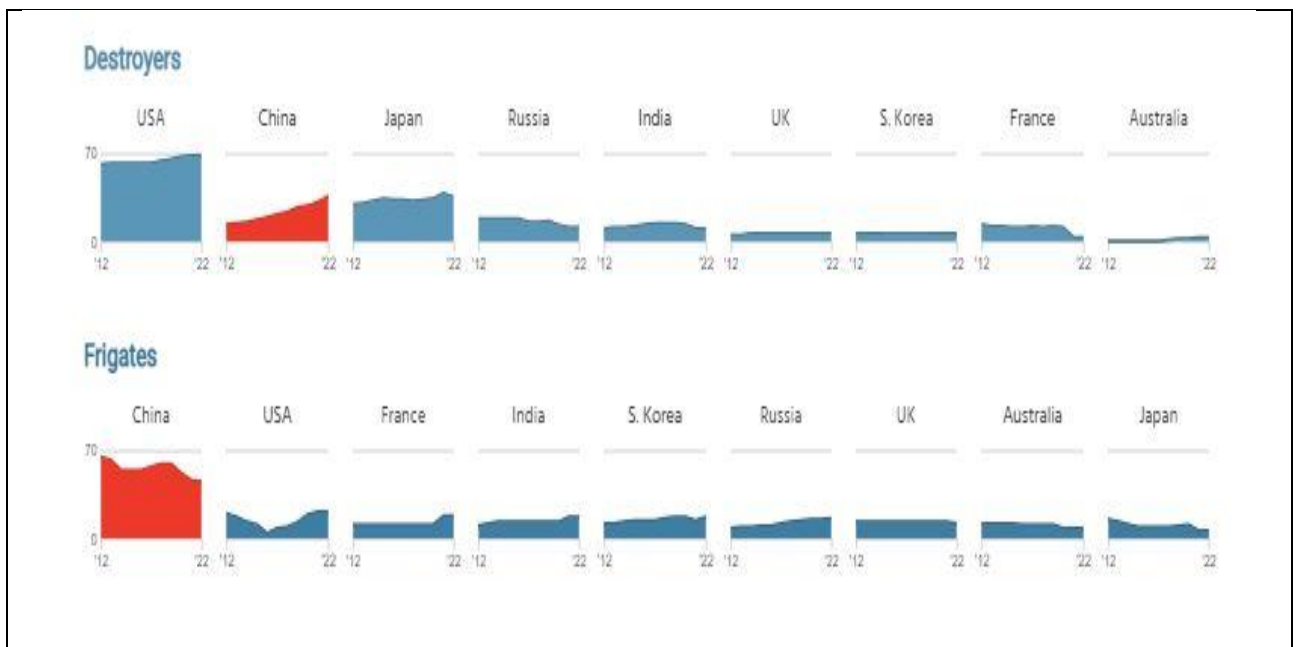 Destroyers
USA China Japan Russia India UK S. Korea France Australia
70
0
'12 '22 '12 '22 '12 '22 '12 '22 '12 '22 '12 '22 '12 '22 '12 '22 '12 '22
Frigates
China USA France India S. Korea Russia UK Australia Japan
70
0
'12 '22 '12 '22 '12 '22 '12 '22 '12 '22 '12 '22 '12 '22 '12 '22 '12 '22